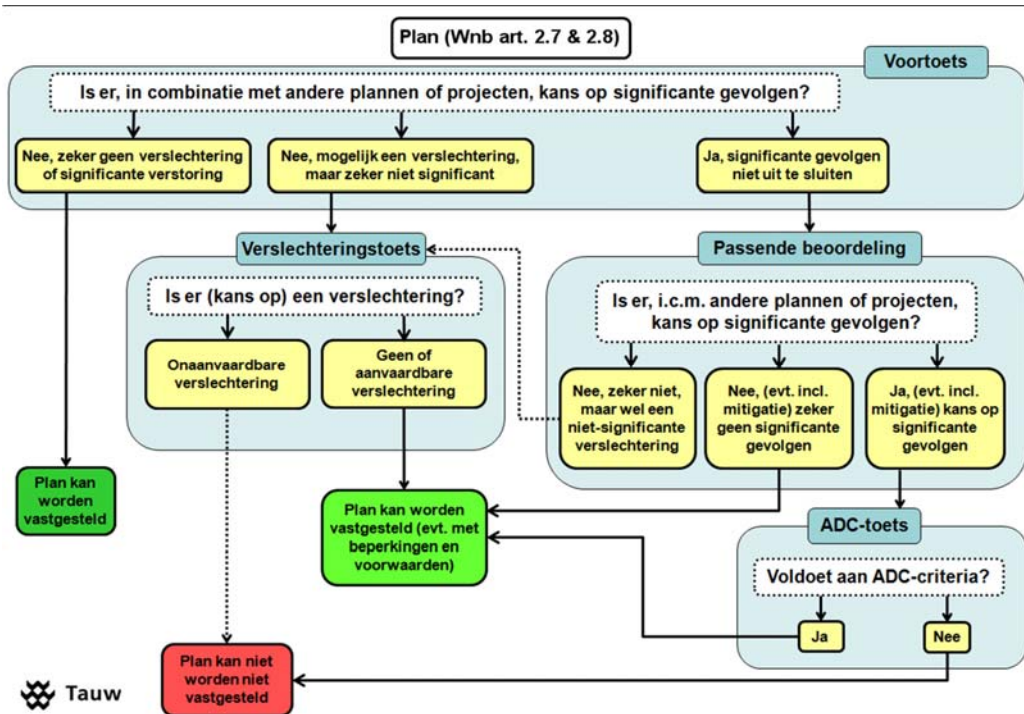 Plan (Wnb art. 2.7 & 2.8)
Voortoets
Is er, in combinatie met andere plannen of projecten, kans op significante gevolgen?
Nee, zeker geen verslechtering
of significante verstoring
Nee, mogelijk een verslechtering,
maar zeker niet significant
Ja, significante gevolgen
niet uit te sluiten
Verslechteringstoets
Is er (kans op) een verslechtering?
Onaanvaardbare
verslechtering
Geen of
aanvaardbare
verslechtering
Passende beoordeling
Is er, i.c.m. andere plannen of projecten,
kans op significante gevolgen?
Nee, zeker niet,
maar wel een
niet-significante
verslechtering
Nee, (evt. incl.
mitigatie) zeker
geen significante
gevolgen
Ja, (evt. incl.
mitigatie) kans op
significante
gevolgen
Plan kan
worden
vastgesteld
Plan kan worden
vastgesteld (evt. met
beperkingen en
voorwaarden)
ADC-toets
Voldoet aan ADC-criteria?
Ja
Nee
Plan kan niet
worden niet
vastgesteld
Tauw